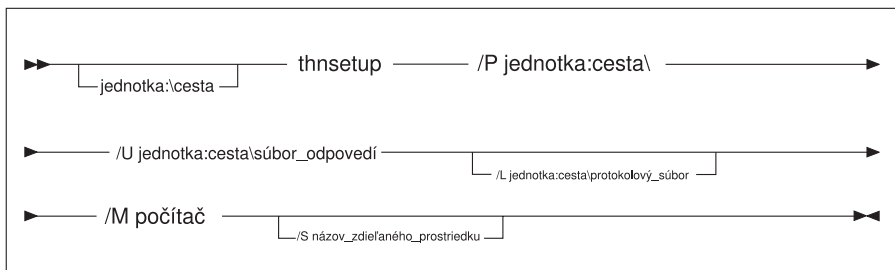 thnsetup /P jednotka:cesta\
jednotka:\cesta
/U jednotka:cesta\súbor_odpovedí
/L jednotka:cesta\protokolový_súbor
/M počítač
/S názov_zdieľaného_prostriedku